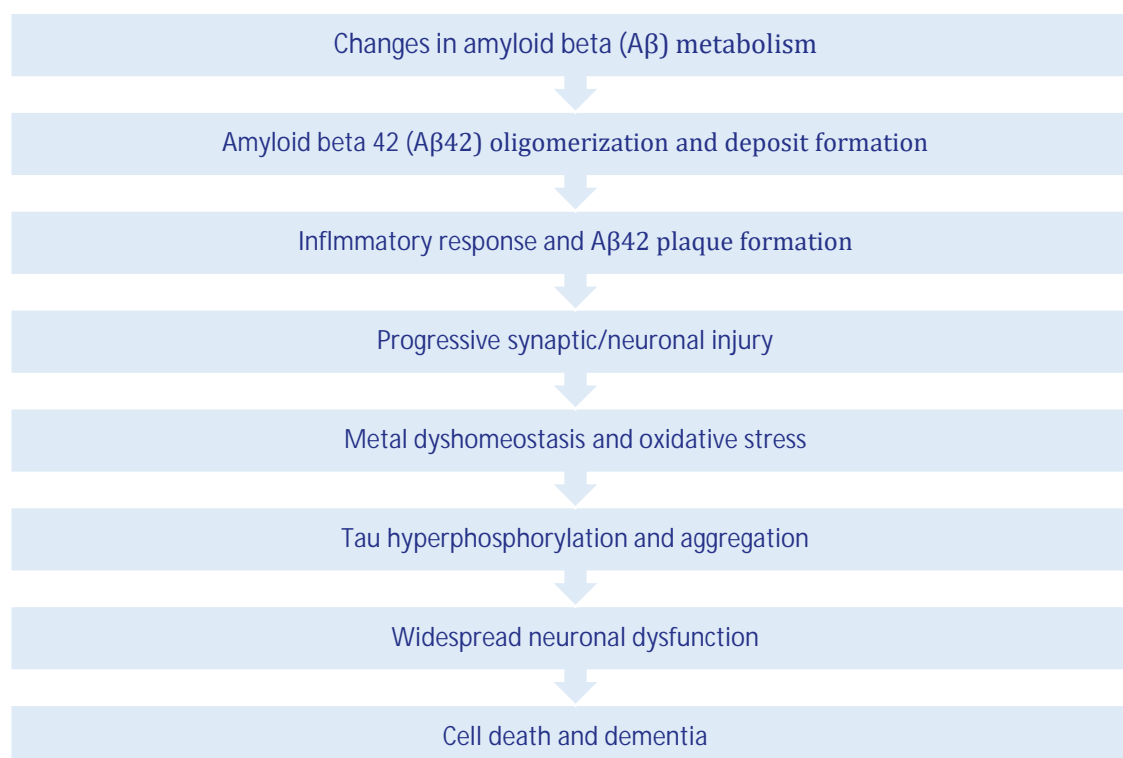 Changes in amyloid beta (Aβ) metabolism
Amyloid beta 42 (Aβ42) oligomerization and deposit formation
Inflmmatory response and Aβ42 plaque formation
Progressive synaptic/neuronal injury
Metal dyshomeostasis and oxidative stress
Tau hyperphosphorylation and aggregation
Widespread neuronal dysfunction
Cell death and dementia